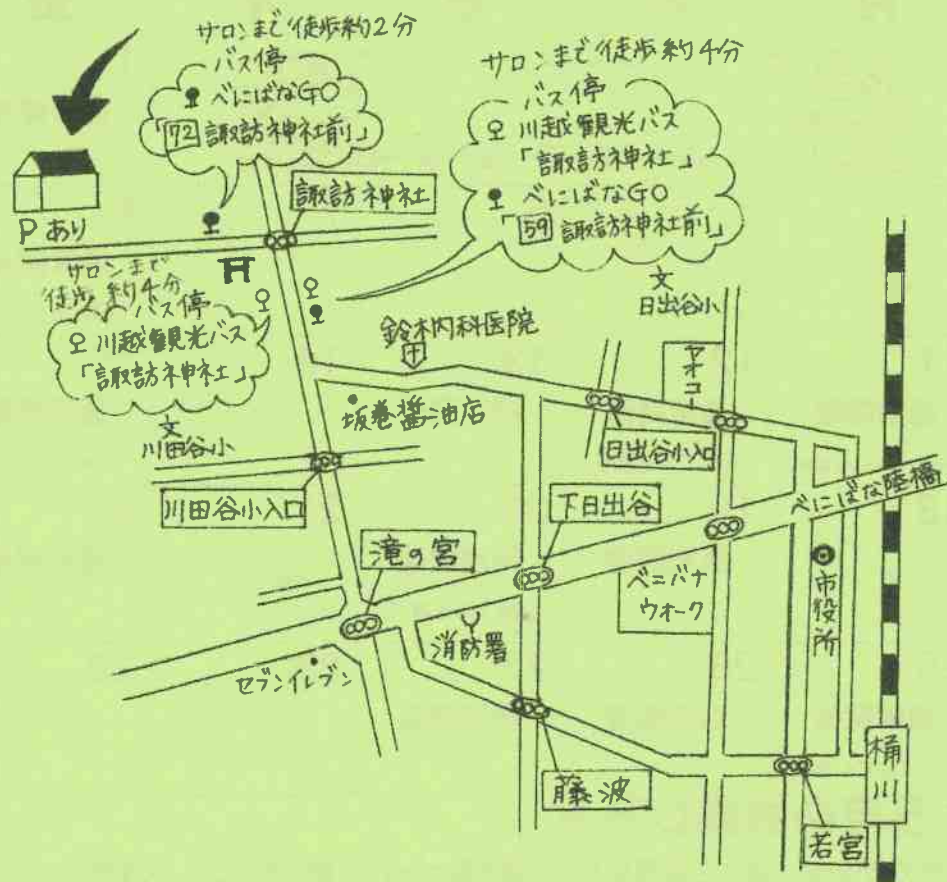 サロンまで徒歩約2分
バス停
べにばなGO
「72 諏訪神社前」
サロンまで徒歩約4分
バス停
川越観光バス
「諏訪神社」
べにばなGO
「59 諏訪神社前」
諏訪神社
Pあり
サロンまで
徒歩約4分
バス停
川越観光バス
「諏訪神社」
文
日出谷小
鈴木内科医院
ヤオコー
坂巻醤油店
文
川田谷小
日出谷小入口
川田谷小入口
下日出谷
べにばな陸橋
滝の宮
ベニバナ
ウォーク
市役所
消防署
セブンイレブン
藤波
桶川
若宮